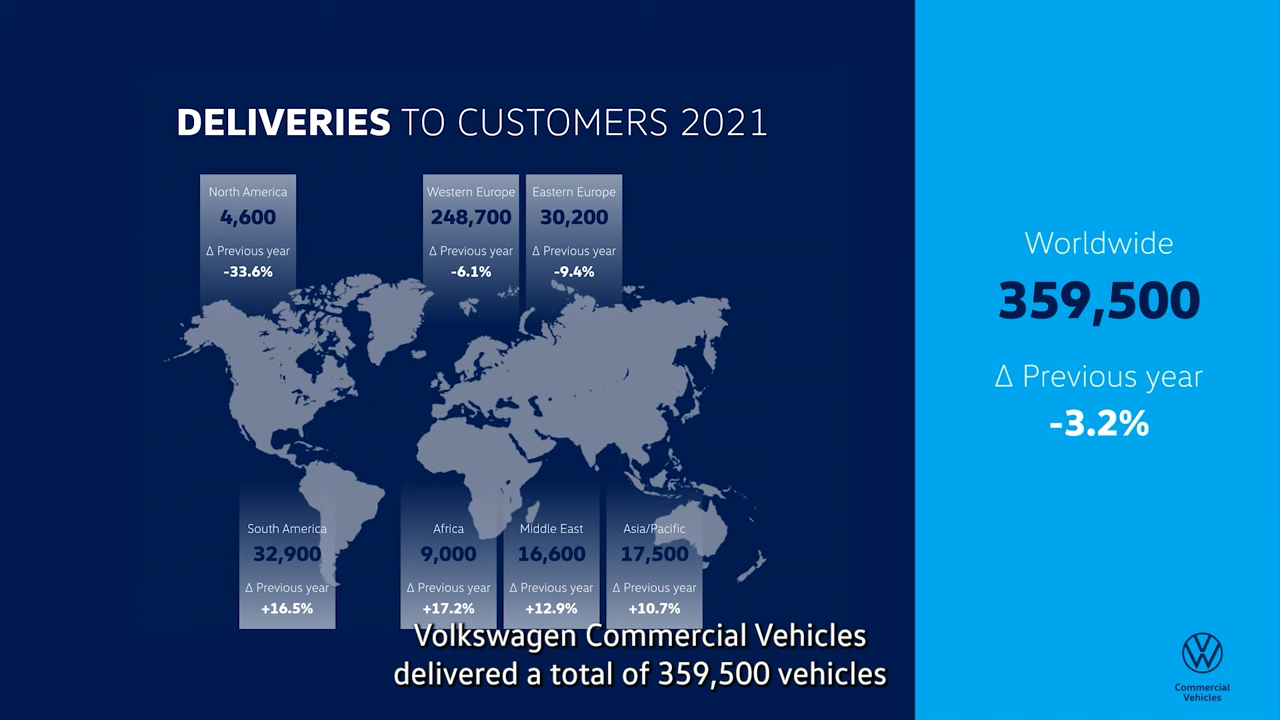 DELIVERIES TO CUSTOMERS 2021
North America
4,600
Δ Previous year
-33.6%
Western Europe
248,700
Δ Previous year
-6.1%
Eastern Europe
30,200
Δ Previous year
-9.4%
South America
32,900
Δ Previous year
+16.5%
Africa
9,000
Δ Previous year
+17.2%
Middle East
16,600
Δ Previous year
+12.9%
Asia/Pacific
17,500
Δ Previous year
+10.7%
Worldwide
359,500
Δ Previous year
-3.2%
Volkswagen Commercial Vehicles
delivered a total of 359,500 vehicles
Commercial
Vehicles